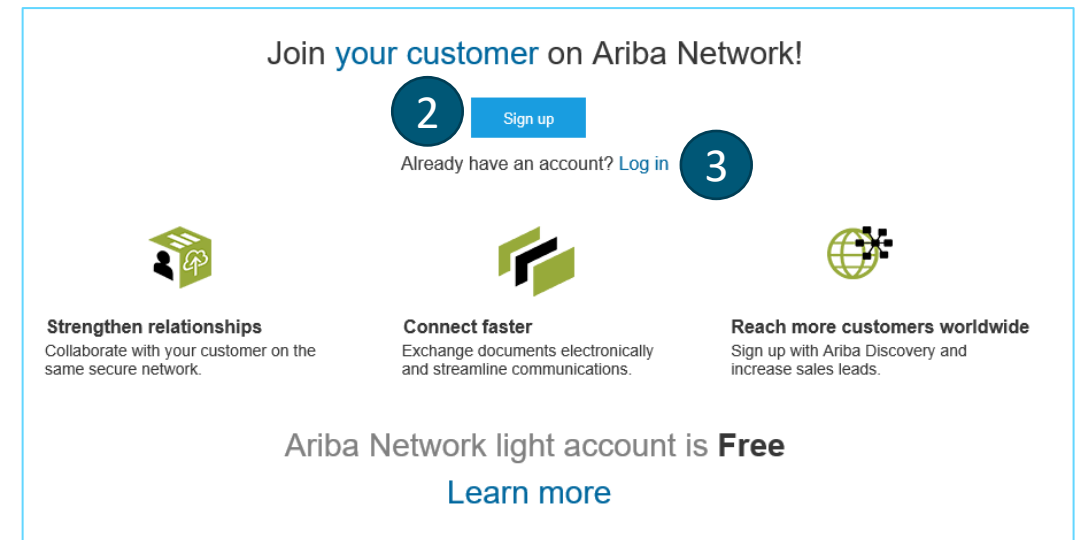 Join your customer on Ariba Network!
2
Sign up
Already have an account? Log in
3
Strengthen relationships
Collaborate with your customer on the
same secure network.
Connect faster
Exchange documents electronically
and streamline communications.
Reach more customers worldwide
Sign up with Ariba Discovery and
increase sales leads.
Ariba Network light account is Free
Learn more